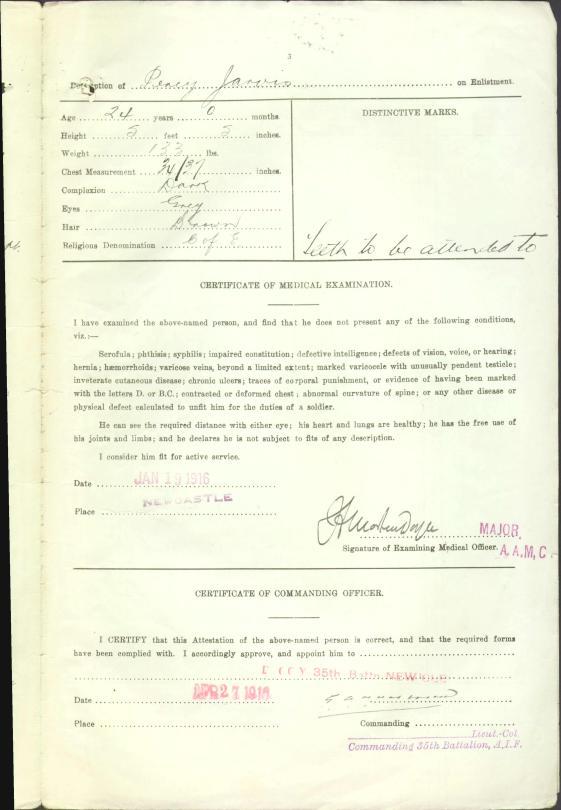 3
Description of Percy Jarvis on Enlistment.
Age 24 years 0 months.
Height 5 feet 5 inches.
Weight 133 lbs.
Chest Measurement 34/37 inches.
Complexion Dark
Eyes Grey
Hair Brown
Religious Denomination C of E
DISTINCTIVE MARKS.
Teeth to be attended to
CERTIFICATE OF MEDICAL EXAMINATION.
I have examined the above-named person, and find that he does not present any of the following conditions,
viz.:—
Scrofula; phthisis; syphilis; impaired constitution; defective intelligence; defects of vision, voice, or hearing;
hernia; hæmorrhoids; varicose veins, beyond a limited extent; marked varicocele with unusually pendent testicle;
inveterate cutaneous disease; chronic ulcers; traces of corporal punishment, or evidence of having been marked
with the letters D. or B.C.; contracted or deformed chest; abnormal curvature of spine; or any other disease or
physical defect calculated to unfit him for the duties of a soldier.
He can see the required distance with either eye; his heart and lungs are healthy; he has the free use of
his joints and limbs; and he declares he is not subject to fits of any description.
I consider him fit for active service.
Date JAN 19 1916
NEWCASTLE
Place
MAJOR.
Signature of Examining Medical Officer. A.A.M.C
CERTIFICATE OF COMMANDING OFFICER.
I CERTIFY that this Attestation of the above-named person is correct, and that the required forms
have been complied with. I accordingly approve, and appoint him to
COY 35th Battn NEW'CLE
Date APR 27 1916
Place Commanding
Lieut.-Col.
Commanding 35th Battalion, A.I.F.